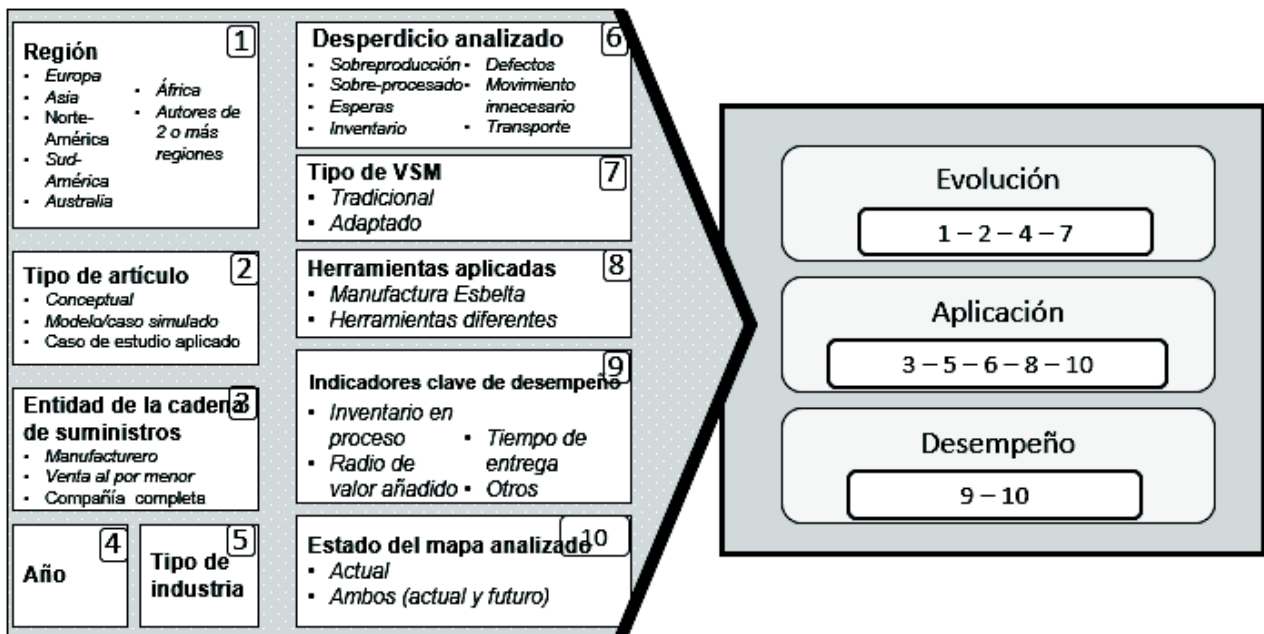 1
Región
• Europa
• Asia
• Norte-
América
• Sud-
América
• Australia
• África
• Autores de
2 o más
regiones
2
Tipo de artículo
• Conceptual
• Modelo/caso simulado
• Caso de estudio aplicado
3
Entidad de la cadena
de suministros
• Manufacturero
• Venta al por menor
• Compañía completa
4
Año
5
Tipo de
industria
6
Desperdicio analizado
• Sobreproducción
• Sobre-procesado
• Esperas
• Inventario
• Defectos
• Movimiento
innecesario
• Transporte
7
Tipo de VSM
• Tradicional
• Adaptado
8
Herramientas aplicadas
• Manufactura Esbelta
• Herramientas diferentes
9
Indicadores clave de desempeño
• Inventario en
proceso
• Radio de
valor añadido
• Tiempo de
entrega
• Otros
10
Estado del mapa analizado
• Actual
• Ambos (actual y futuro)
Evolución
1 – 2 – 4 – 7
Aplicación
3 – 5 – 6 – 8 – 10
Desempeño
9 – 10